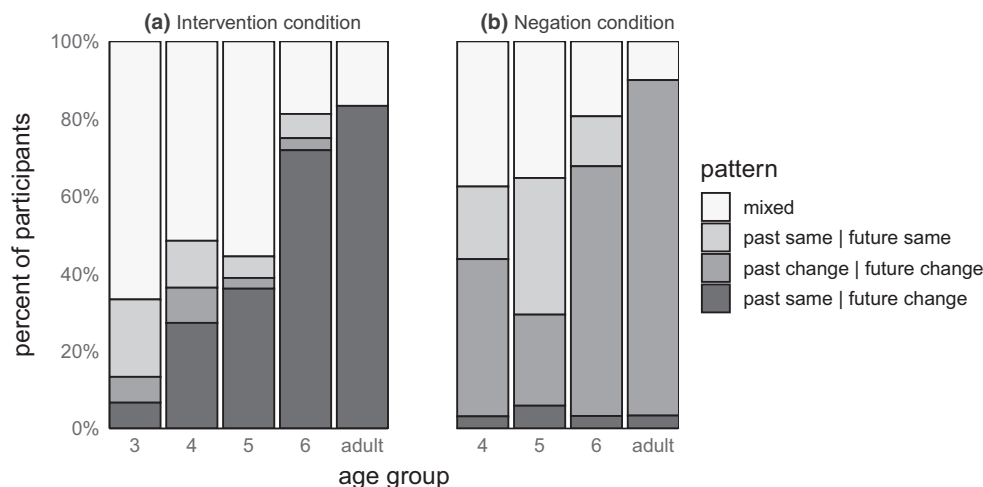 (a) Intervention condition
(b) Negation condition
percent of participants
100%
80%
60%
40%
20%
0%
3 4 5 6 adult
4 5 6 adult
age group
pattern
mixed
past same | future same
past change | future change
past same | future change